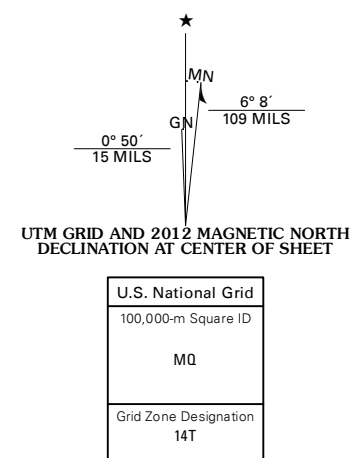 ★
MN
GN
6° 8´
109 MILS
0° 50´
15 MILS
UTM GRID AND 2012 MAGNETIC NORTH
DECLINATION AT CENTER OF SHEET
U.S. National Grid
100,000-m Square ID
MQ
Grid Zone Designation
14T